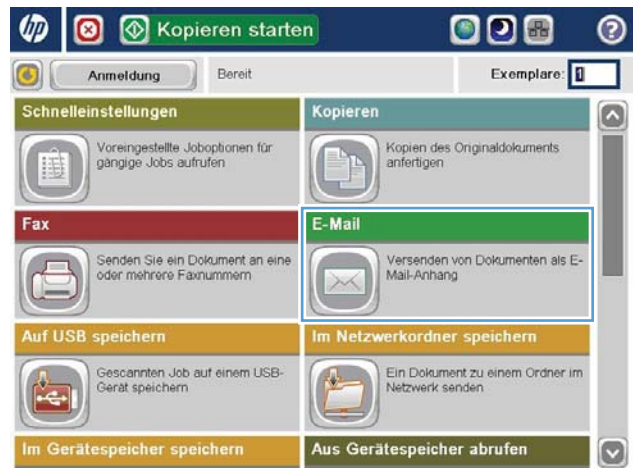 hp
Kopieren starten
?
Anmeldung
Bereit
Exemplare: 1
Schnelleinstellungen
Voreingestellte Joboptionen für
gängige Jobs aufrufen
Kopieren
Kopien des Originaldokuments
anfertigen
Fax
Senden Sie ein Dokument an eine
oder mehrere Faxnummern
E-Mail
Versenden von Dokumenten als E-
Mail-Anhang
Auf USB speichern
Gescannten Job auf einem USB-
Gerät speichern
Im Netzwerkordner speichern
Ein Dokument zu einem Ordner im
Netzwerk senden
Im Gerätespeicher speichern
Aus Gerätespeicher abrufen